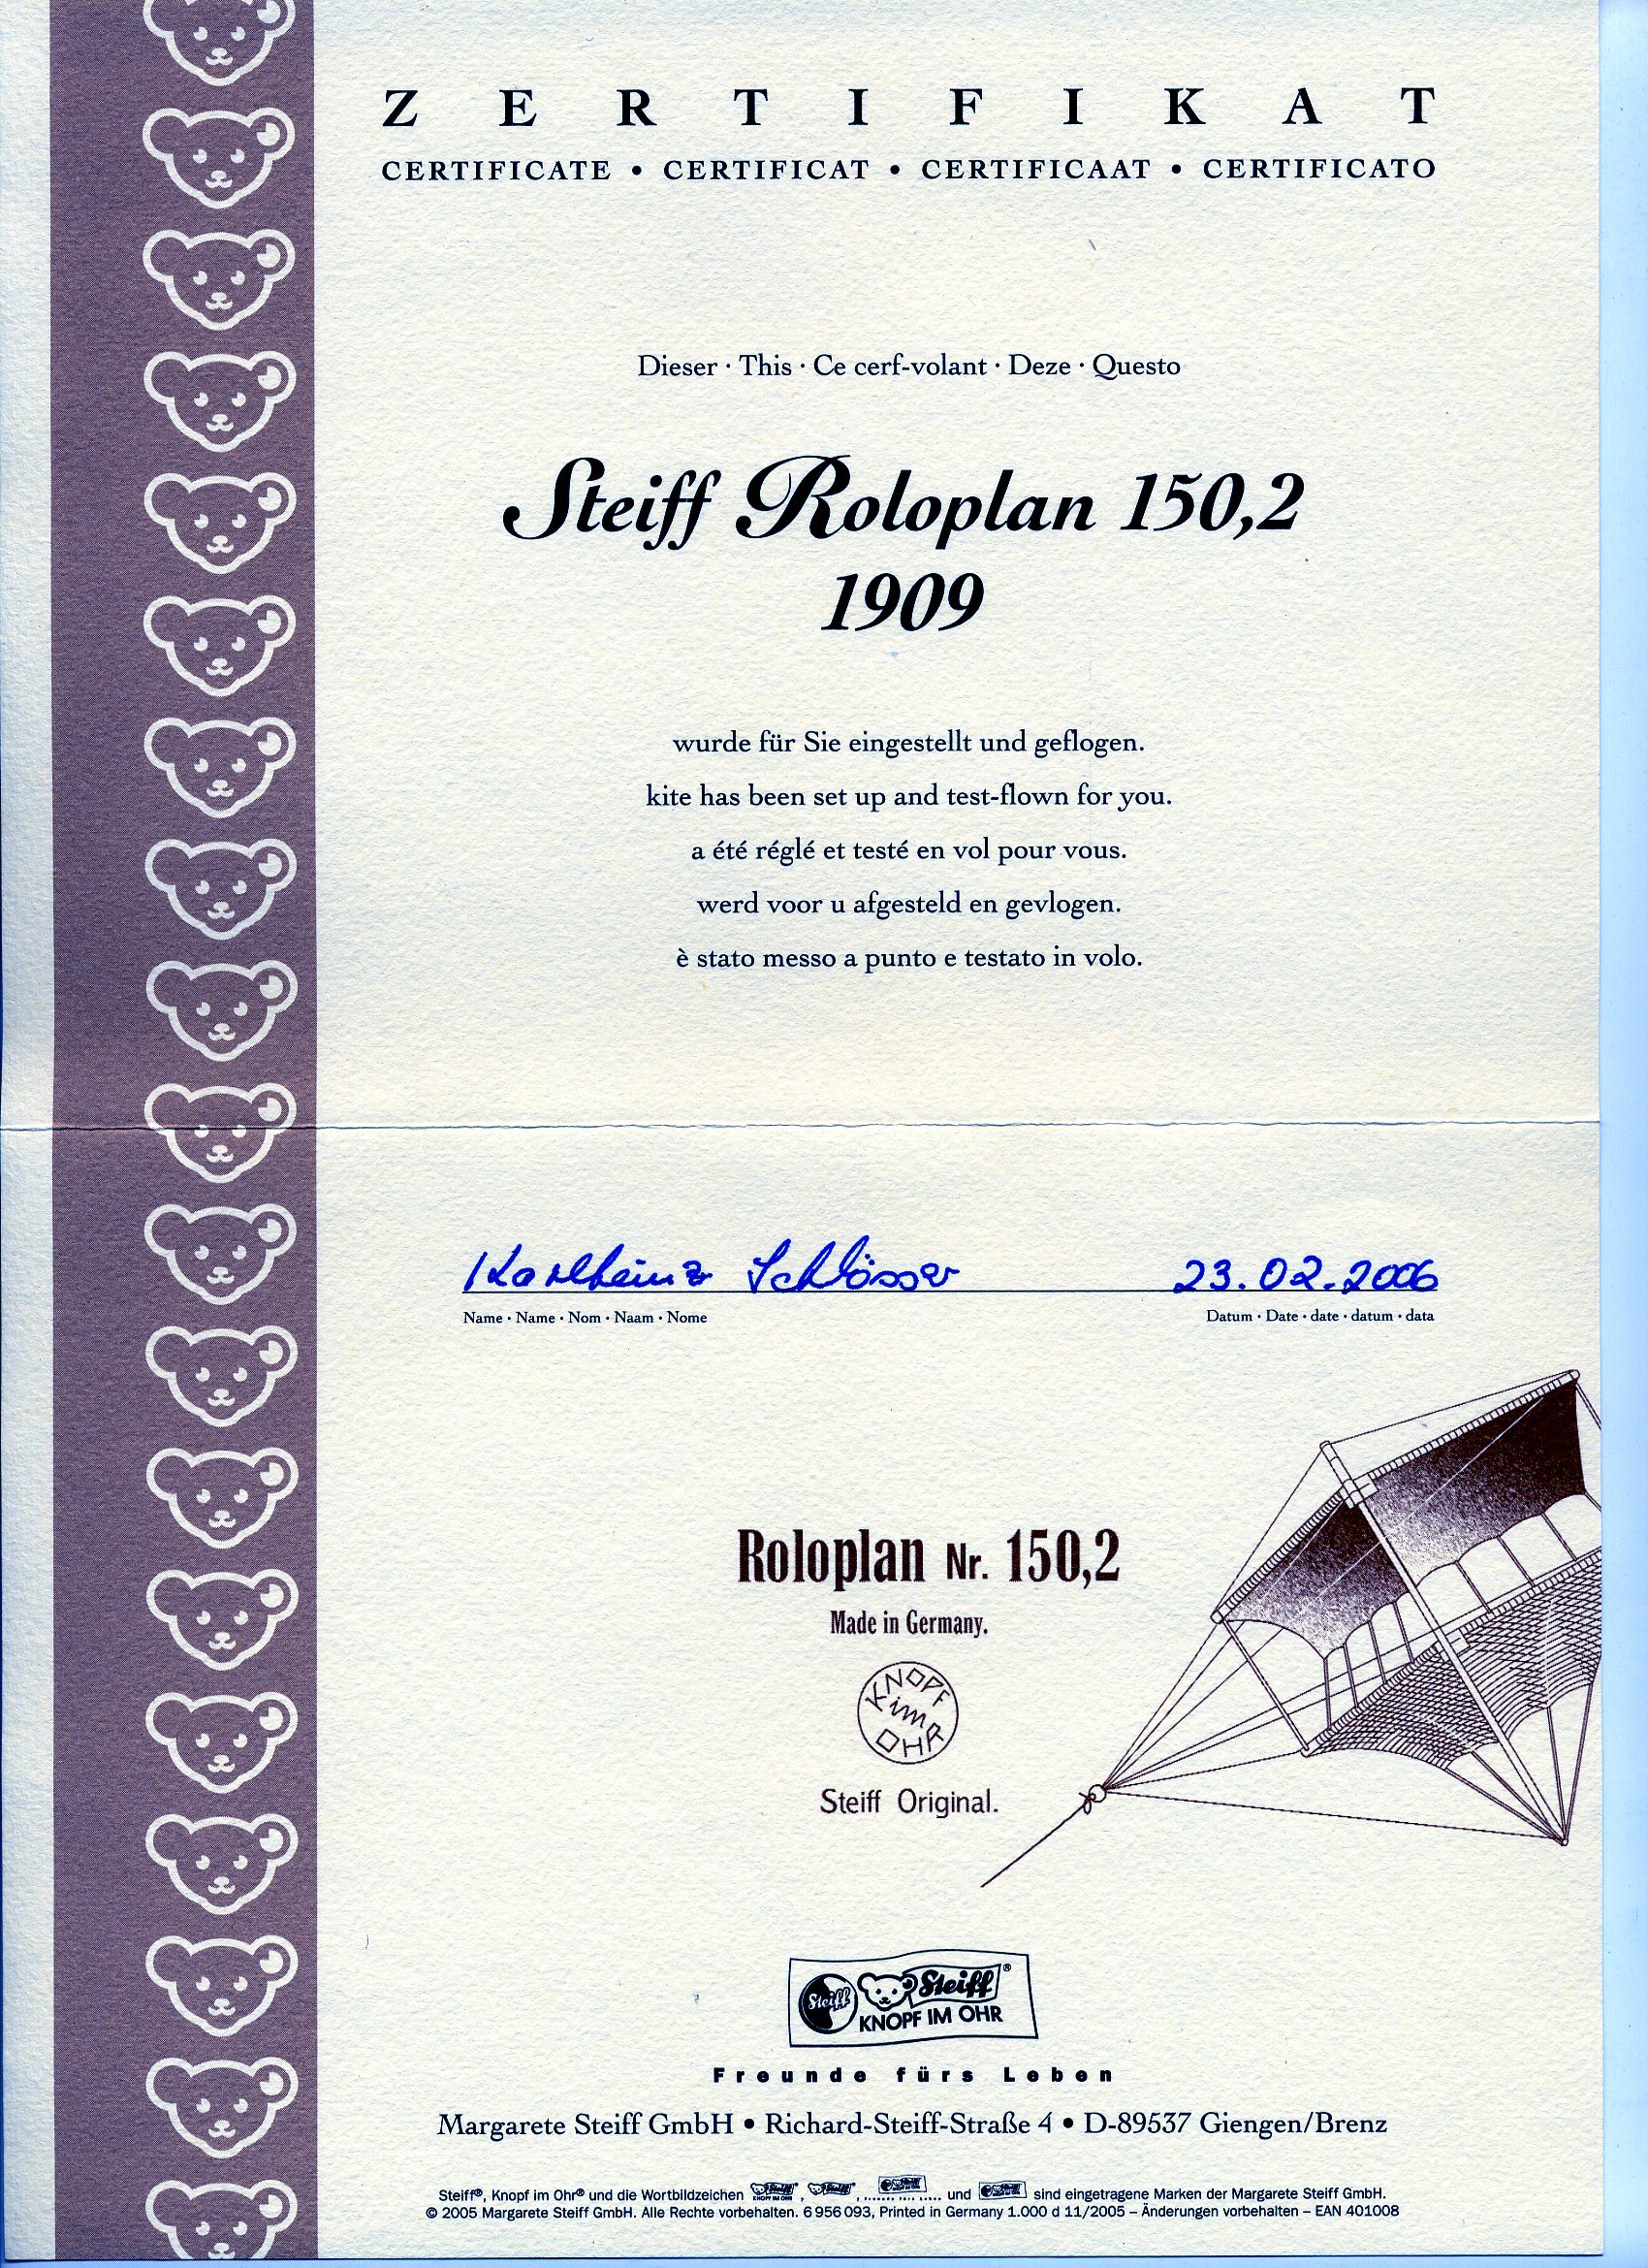 ZERTIFIKAT
CERTIFICATE • CERTIFICAT • CERTIFICAAT • CERTIFICATO
Dieser · This · Ce cerf-volant · Deze · Questo
Steiff Roloplan 150,2
1909
wurde für Sie eingestellt und geflogen.
kite has been set up and test-flown for you.
a été réglé et testé en vol pour vous.
werd voor u afgesteld en gevlogen.
è stato messo a punto e testato in volo.
Karlheinz Schlösser 23.02.2006
Name · Name · Nom · Naam · Nome Datum · Date · date · datum · data
Roloplan Nr. 150,2
Made in Germany.
KNOPF
im
OHR
Steiff Original.
Steiff Steiff®
KNOPF IM OHR
Freunde fürs Leben
Margarete Steiff GmbH • Richard-Steiff-Straße 4 • D-89537 Giengen/Brenz
Steiff®, Knopf im Ohr® und die Wortbildzeichen , , und sind eingetragene Marken der Margarete Steiff GmbH.
© 2005 Margarete Steiff GmbH. Alle Rechte vorbehalten. 6 956 093, Printed in Germany 1.000 d 11/2005 – Änderungen vorbehalten – EAN 401008